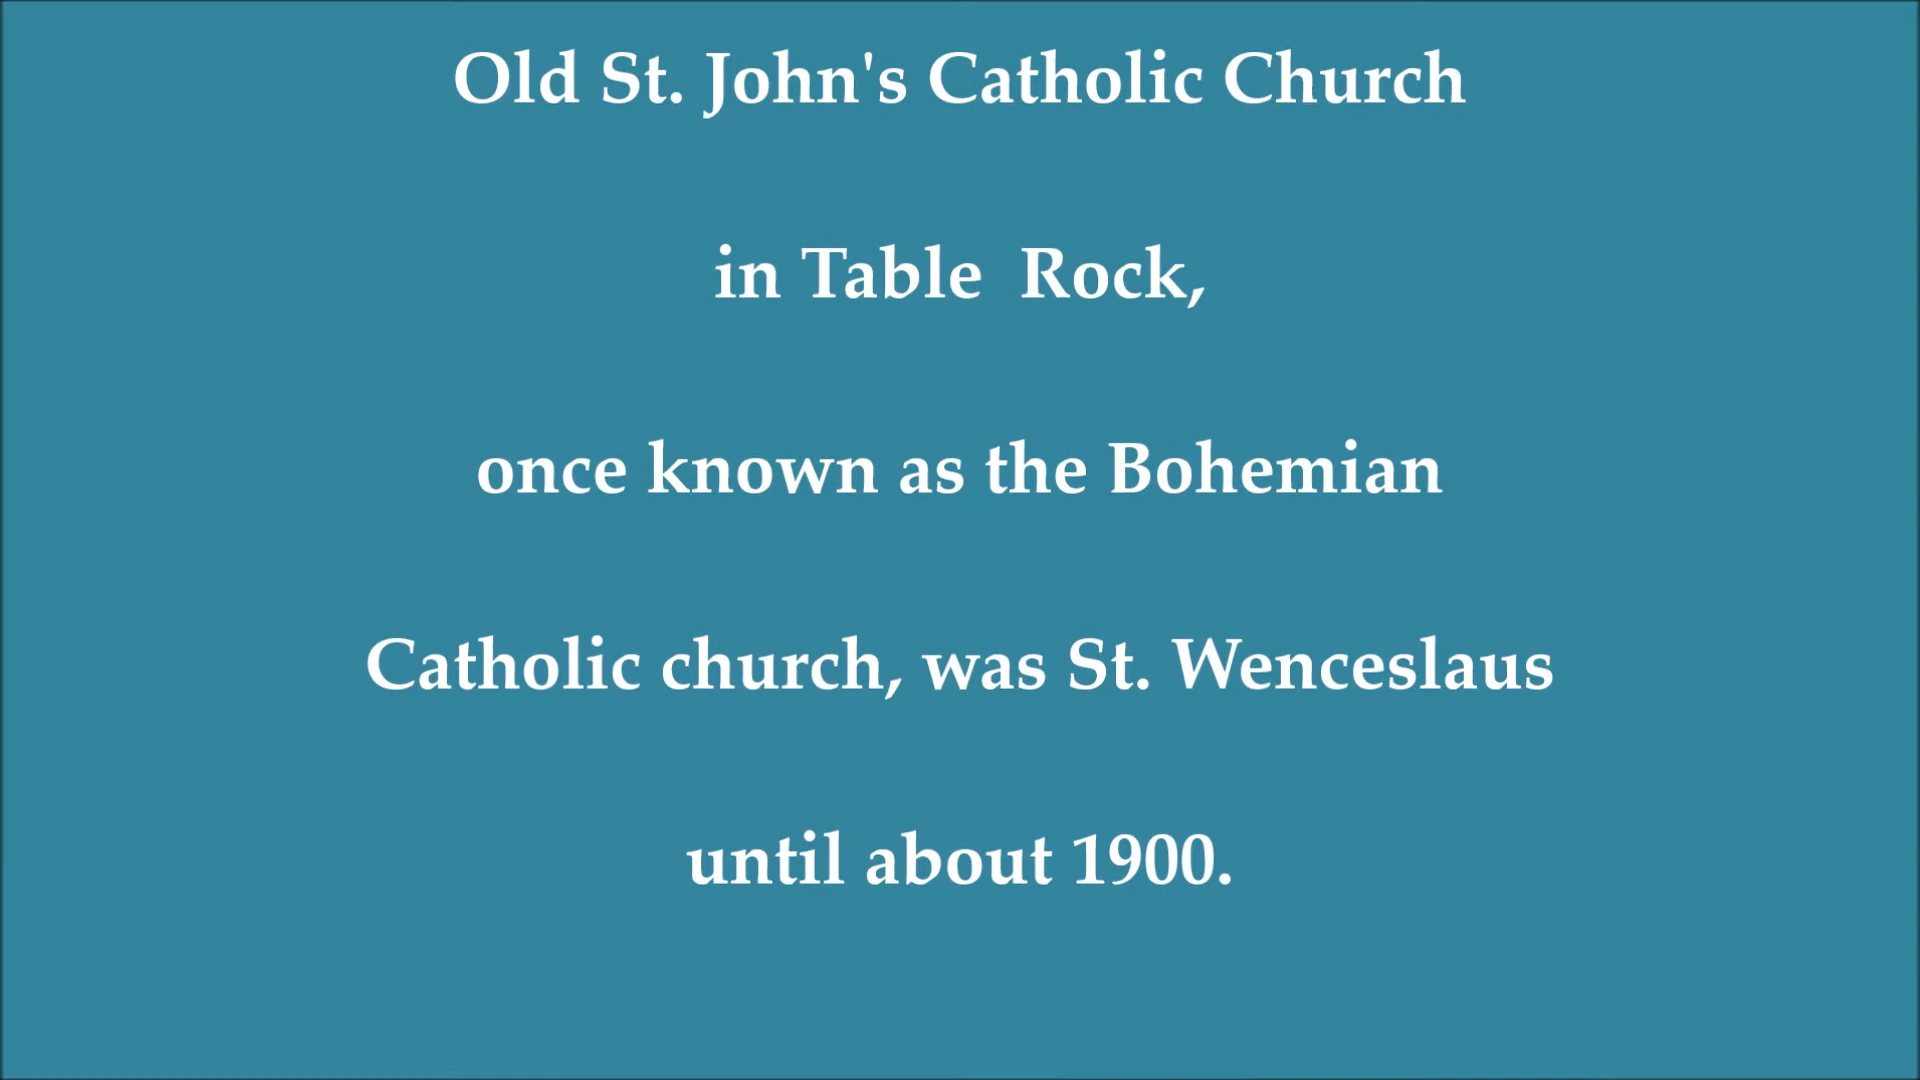 Old St. John's Catholic Church
in Table  Rock,
once known as the Bohemian
Catholic church, was St. Wenceslaus
until about 1900.